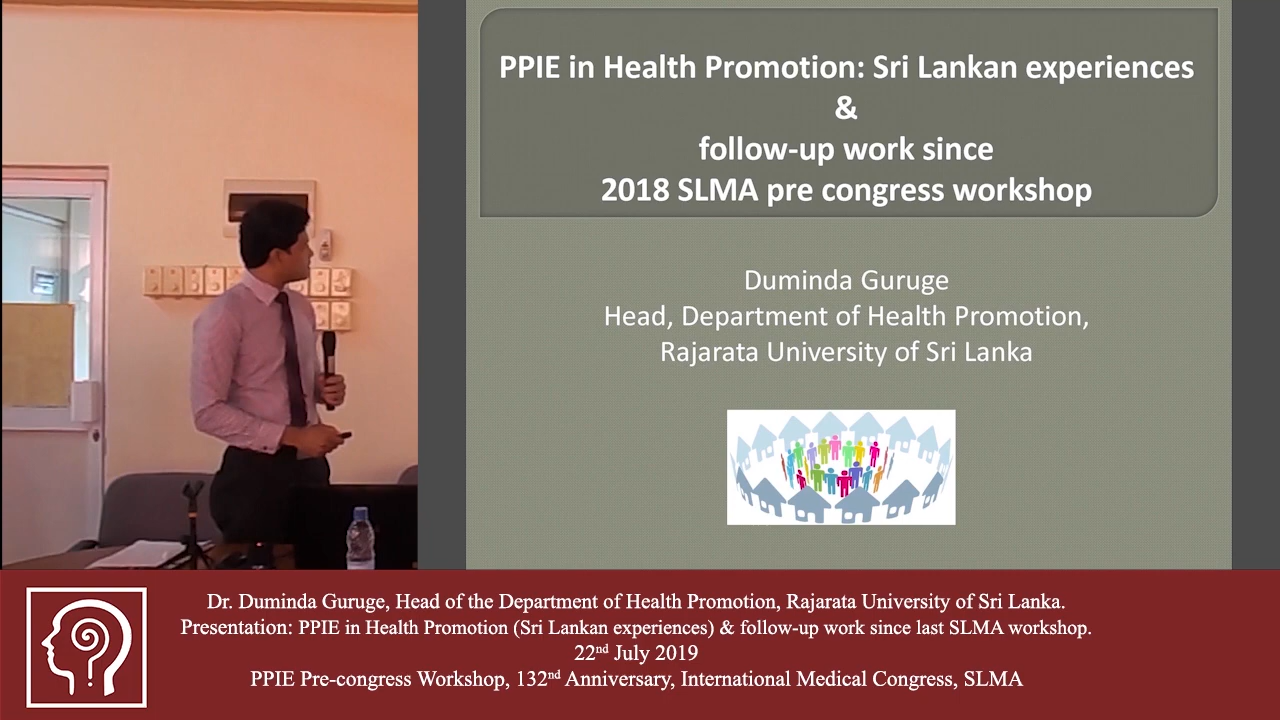 PPIE in Health Promotion: Sri Lankan experiences
&
follow-up work since
2018 SLMA pre congress workshop
Duminda Guruge
Head, Department of Health Promotion,
Rajarata University of Sri Lanka
Dr. Duminda Guruge, Head of the Department of Health Promotion, Rajarata University of Sri Lanka.
Presentation: PPIE in Health Promotion (Sri Lankan experiences) & follow-up work since last SLMA workshop.
22nd July 2019
PPIE Pre-congress Workshop, 132nd Anniversary, International Medical Congress, SLMA